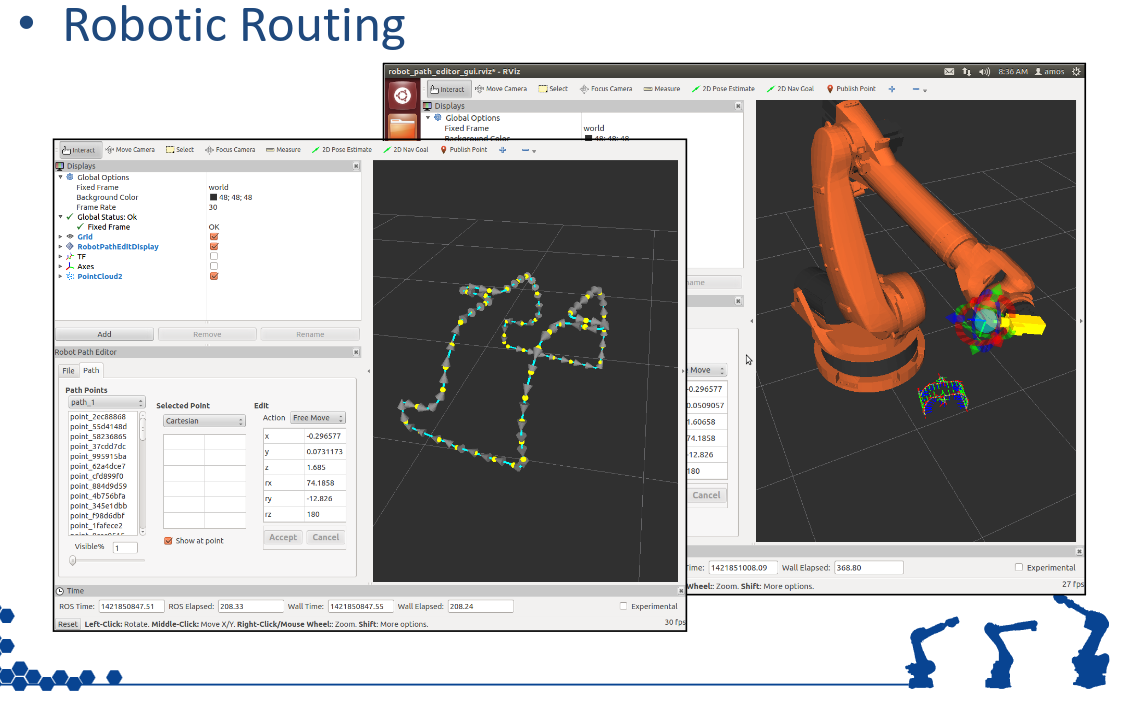 • Robotic Routing
robot_path_editor_gui.rviz* - RViz
8:36 AM amos
Interact Move Camera Select Focus Camera Measure 2D Pose Estimate 2D Nav Goal Publish Point
Displays
Global Options
Fixed Frame world
Background Color 48; 48; 48
Interact Move Camera Select Focus Camera Measure 2D Pose Estimate 2D Nav Goal Publish Point
Displays
Global Options
Fixed Frame world
Background Color 48; 48; 48
Frame Rate 30
Global Status: Ok
Fixed Frame OK
Grid
RobotPathEditDisplay
TF
Axes
PointCloud2
Add Remove Rename
Robot Path Editor
File Path
Path Points
path_1
point_2ec88868
point_55d4148d
point_58236865
point_37cdd7dc
point_995915ba
point_62a4dce7
point_cfd899f0
point_884d9d59
point_4b756bfa
point_345e1dbb
point_f98d6dbf
point_1fafece2
Visible% 1
Selected Point
Cartesian
Show at point
Edit
Action Free Move
x -0.296577
y 0.0731173
z 1.685
rx 74.1858
ry -12.826
rz 180
Accept Cancel
Time
ROS Time: 1421850847.51 ROS Elapsed: 208.33 Wall Time: 1421850847.55 Wall Elapsed: 208.24 Experimental
Reset Left-Click: Rotate. Middle-Click: Move X/Y. Right-Click/Mouse Wheel:: Zoom. Shift: More options. 30 fps
ame
e Move
-0.296577
0.0509057
1.60658
74.1858
-12.826
180
Cancel
ime: 1421851008.09 Wall Elapsed: 368.80 Experimental
Wheel:: Zoom. Shift: More options. 27 fps